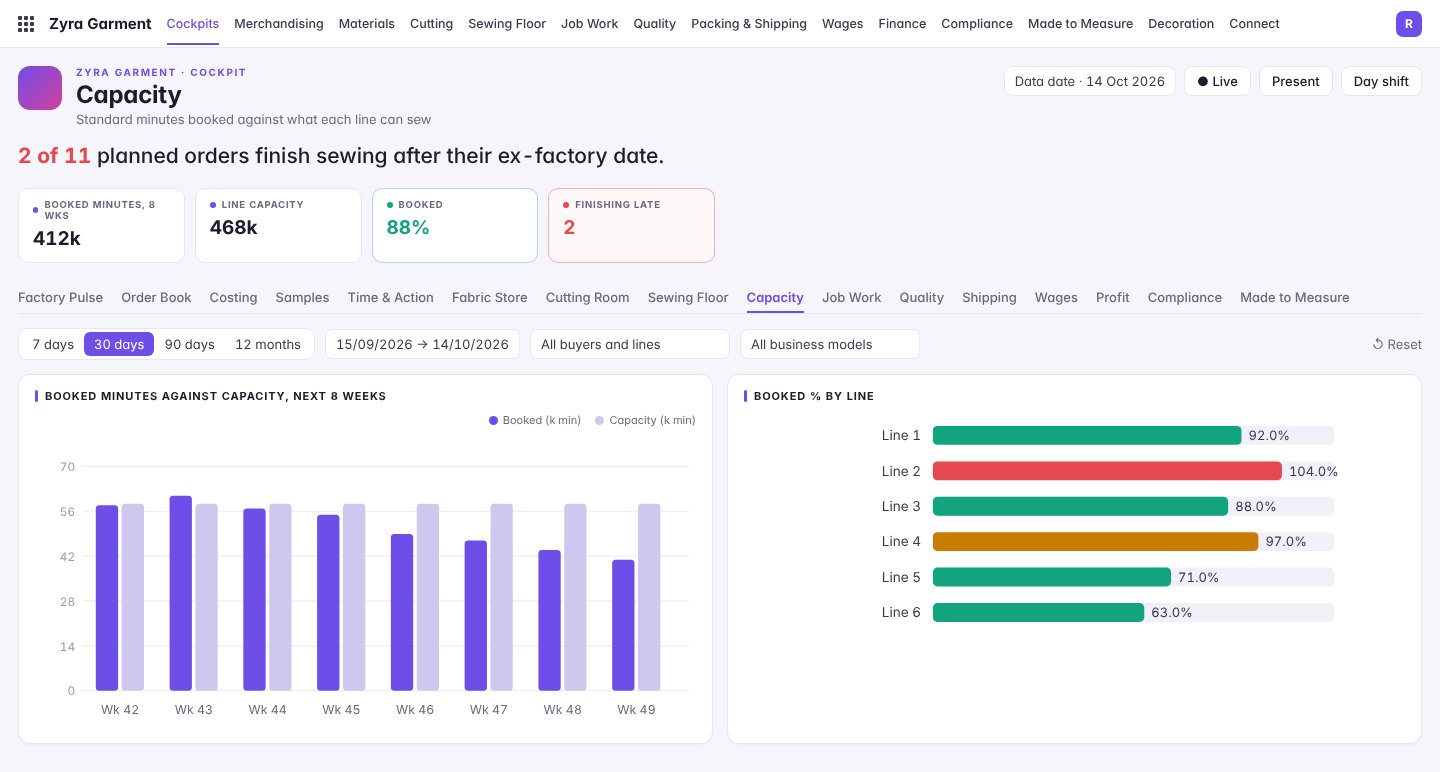 Zyra Garment Cockpits Merchandising Materials Cutting Sewing Floor Job Work Quality Packing & Shipping Wages Finance Compliance Made to Measure Decoration Connect R
ZYRA GARMENT · COCKPIT
Capacity
Standard minutes booked against what each line can sew
Data date · 14 Oct 2026 Live Present Day shift
2 of 11 planned orders finish sewing after their ex-factory date.
BOOKED MINUTES, 8
WKS
412k
LINE CAPACITY
468k
BOOKED
88%
FINISHING LATE
2
Factory Pulse Order Book Costing Samples Time & Action Fabric Store Cutting Room Sewing Floor Capacity Job Work Quality Shipping Wages Profit Compliance Made to Measure
7 days 30 days 90 days 12 months 15/09/2026 → 14/10/2026 All buyers and lines All business models Reset
BOOKED MINUTES AGAINST CAPACITY, NEXT 8 WEEKS
Booked (k min) Capacity (k min)
70
56
42
28
14
0
Wk 42 Wk 43 Wk 44 Wk 45 Wk 46 Wk 47 Wk 48 Wk 49
BOOKED % BY LINE
Line 1 92.0%
Line 2 104.0%
Line 3 88.0%
Line 4 97.0%
Line 5 71.0%
Line 6 63.0%